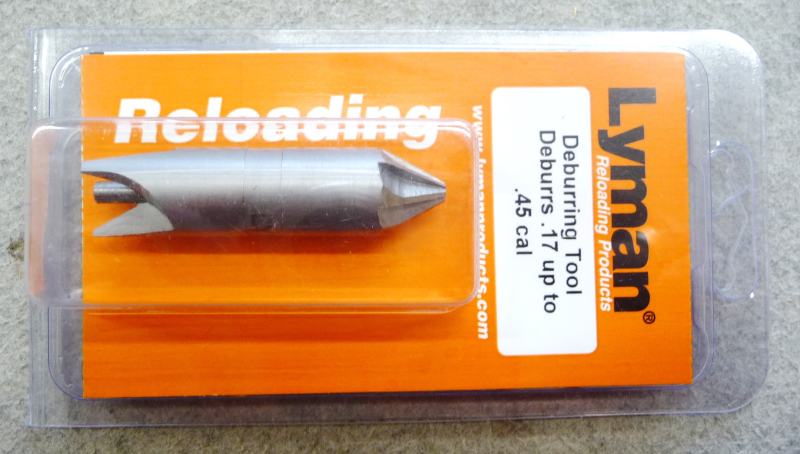 Reloading
www.lymanproducts.com
Lyman®
Reloading Products
Deburring Tool
Deburrs .17 up to
.45 cal